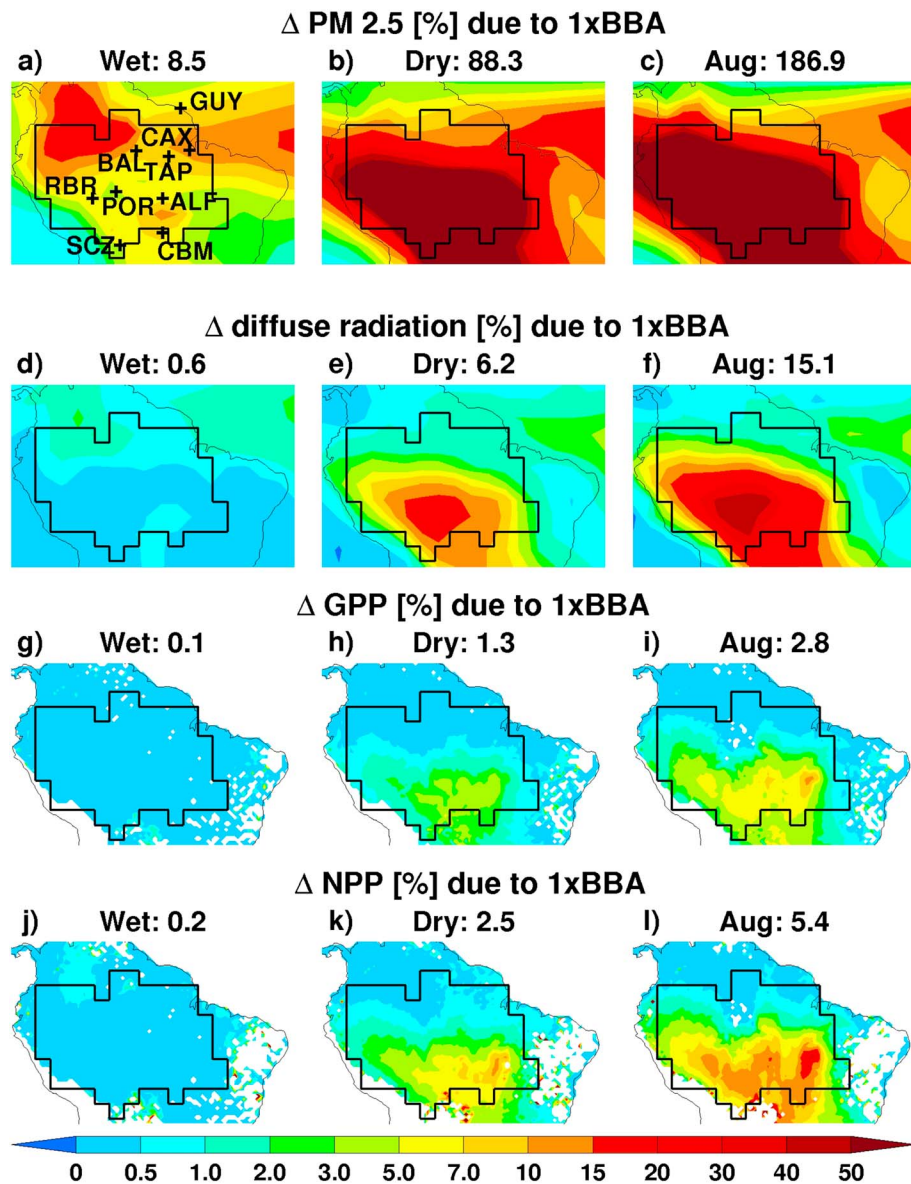 Δ PM 2.5 [%] due to 1xBBA
a) Wet: 8.5 b) Dry: 88.3 c) Aug: 186.9
GUY
CAX
BAL TAP
RBR
POR ALF
SCZ CBM
Δ diffuse radiation [%] due to 1xBBA
d) Wet: 0.6 e) Dry: 6.2 f) Aug: 15.1
Δ GPP [%] due to 1xBBA
g) Wet: 0.1 h) Dry: 1.3 i) Aug: 2.8
Δ NPP [%] due to 1xBBA
j) Wet: 0.2 k) Dry: 2.5 l) Aug: 5.4
0 0.5 1.0 2.0 3.0 5.0 7.0 10 15 20 30 40 50